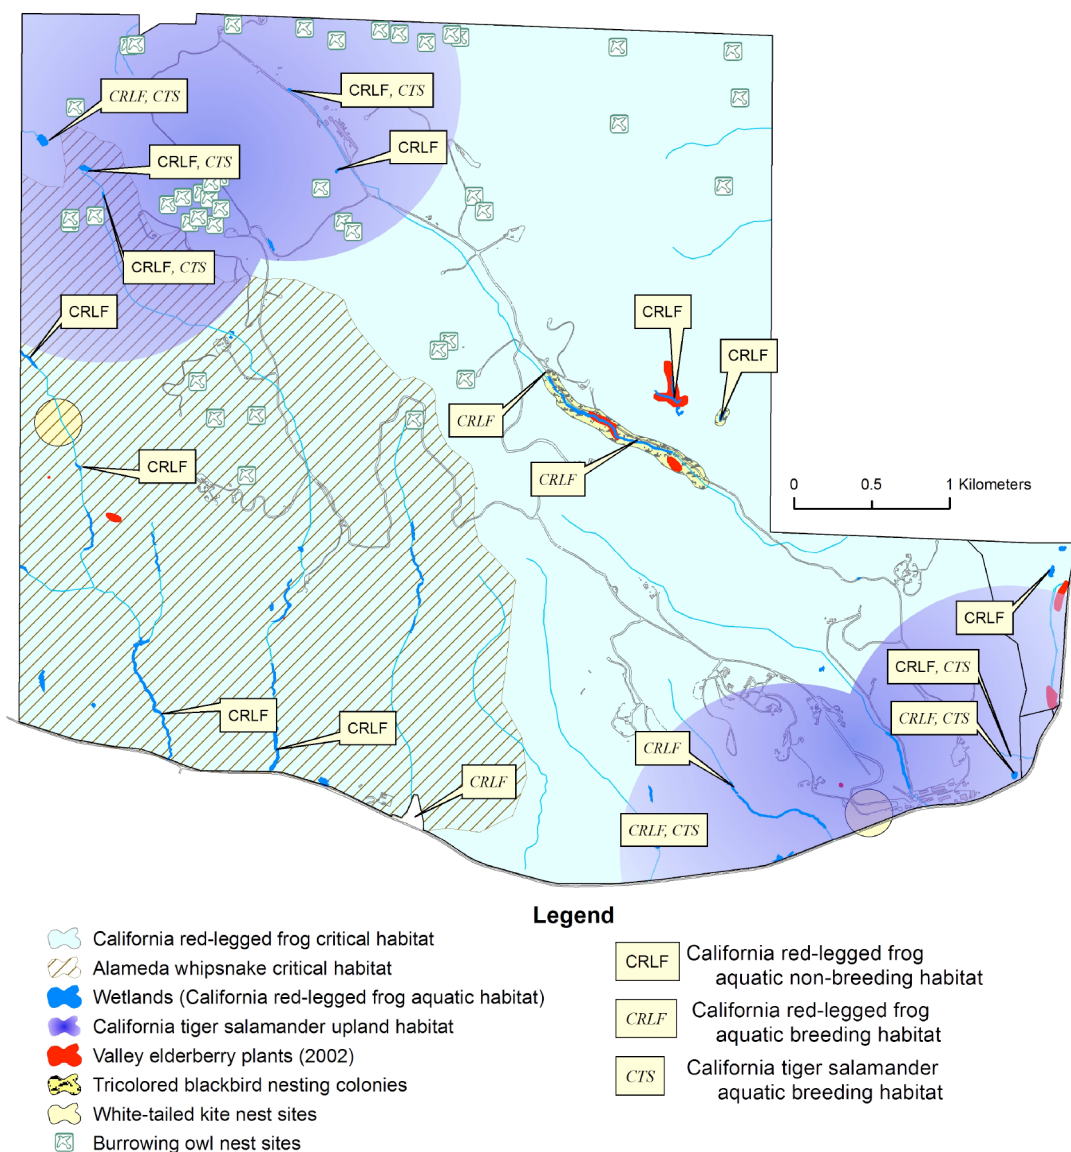 CRLF, CTS
CRLF, CTS
CRLF
CRLF, CTS
CRLF, CTS
CRLF
CRLF
CRLF
CRLF
CRLF
CRLF
0 0.5 1 Kilometers
CRLF
CRLF, CTS
CRLF, CTS
CRLF
CRLF
CRLF
CRLF
CRLF, CTS
Legend
California red-legged frog critical habitat
Alameda whipsnake critical habitat
Wetlands (California red-legged frog aquatic habitat)
California tiger salamander upland habitat
Valley elderberry plants (2002)
Tricolored blackbird nesting colonies
White-tailed kite nest sites
Burrowing owl nest sites
CRLF California red-legged frog
aquatic non-breeding habitat
CRLF California red-legged frog
aquatic breeding habitat
CTS California tiger salamander
aquatic breeding habitat